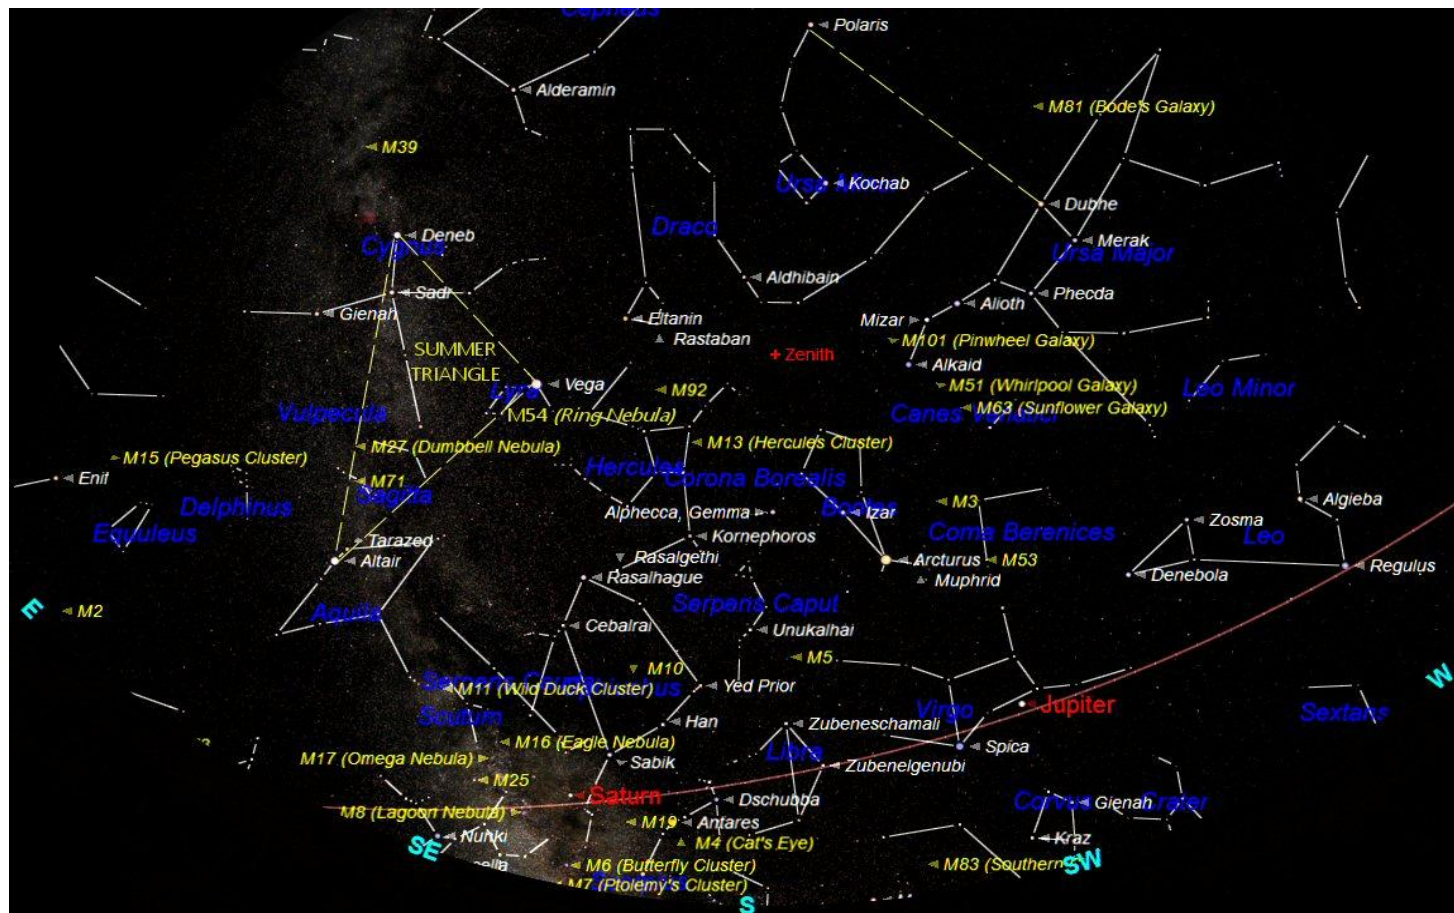 Cepheus
Polaris
Alderamin
M81 (Bode's Galaxy)
M39
Ursa Mino
Kochab
Dubhe
Draco
Deneb
Cygnus
Merak
Ursa Major
Aldhibain
Sadr
Phecda
Alioth
Gienah
Eltanin
Mizar
Rastaban
M101 (Pinwheel Galaxy)
SUMMER
TRIANGLE
Zenith
Alkaid
Vega
Lyra
M92
M51 (Whirlpool Galaxy)
Leo Minor
Vulpecula
M54 (Ring Nebula)
Canes Venatici
M63 (Sunflower Galaxy)
M27 (Dumbbell Nebula)
M13 (Hercules Cluster)
M15 (Pegasus Cluster)
Hercules
Enif
Corona Borealis
M71
Sagitta
Delphinus
Algieba
M3
Bootes
Alphecca, Gemma
Izar
Zosma
Equuleus
Coma Berenices
Leo
Kornephoros
Tarazed
Altair
Rasalgethi
Arcturus
M53
Regulus
Rasalhague
Muphrid
Denebola
E
M2
Aquila
Serpens Caput
Cebalrai
Unukalhai
M5
M10
W
Serpens Cauda
M11 (Wild Duck Cluster)
Yed Prior
Scutum
Virgo
Jupiter
Sextans
Han
Zubeneschamali
M16 (Eagle Nebula)
Libra
Spica
M17 (Omega Nebula)
Sabik
Zubenelgenubi
M25
Saturn
Dschubba
Corvus
Gienah
Crater
M8 (Lagoon Nebula)
M19
Antares
Nunki
M4 (Cat's Eye)
Kraz
SE
SW
M6 (Butterfly Cluster)
M83 (Southern
M7 (Ptolemy's Cluster)
S